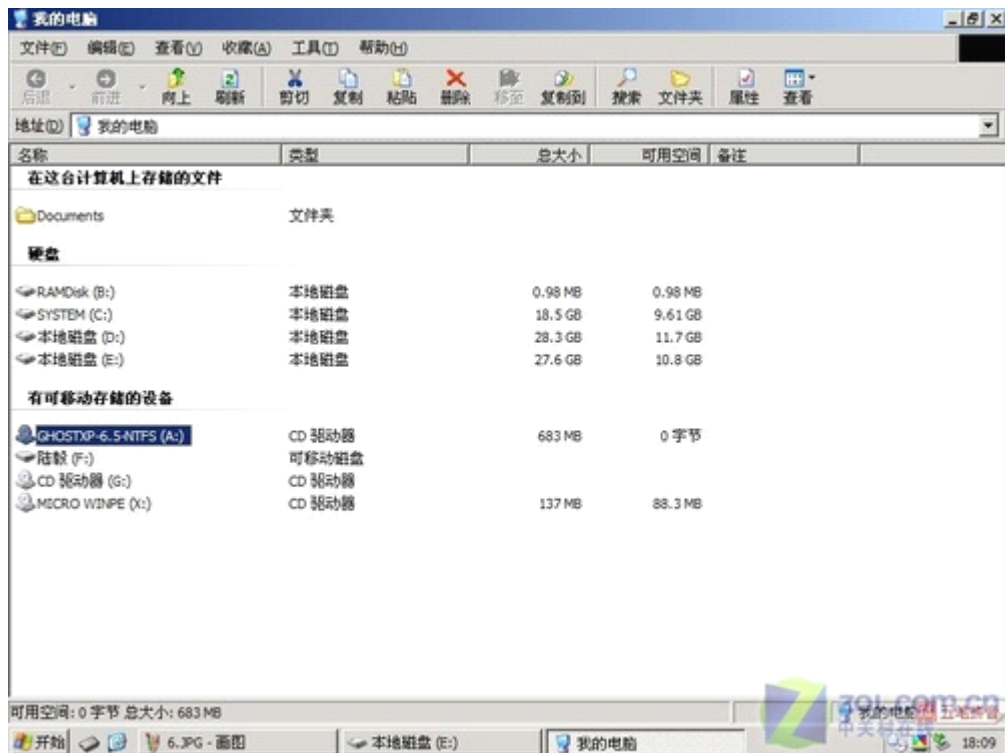 我的电脑
文件(F) 编辑(E) 查看(V) 收藏(A) 工具(T) 帮助(H)
后退 前进 向上 刷新 剪切 复制 粘贴 删除 移至 复制到 搜索 文件夹 属性 查看
地址(D) 我的电脑
名称 类型 总大小 可用空间 备注
在这台计算机上存储的文件
Documents 文件夹
硬盘
RAMDisk (B:) 本地磁盘 0.98 MB 0.98 MB
SYSTEM (C:) 本地磁盘 18.5 GB 9.61 GB
本地磁盘 (D:) 本地磁盘 28.3 GB 11.7 GB
本地磁盘 (E:) 本地磁盘 27.6 GB 10.8 GB
有可移动存储的设备
GHOSTXP-6.5-NTFS (A:) CD 驱动器 683 MB 0 字节
(F:) 可移动磁盘
CD 驱动器 (G:) CD 驱动器
MICRO WINPE (X:) CD 驱动器 137 MB 88.3 MB
可用空间: 0 字节 总大小: 683 MB 我的电脑
ZOL.com.cn
中关村在线
开始 6.JPG - 画图 本地磁盘 (E:) 我的电脑 18:09